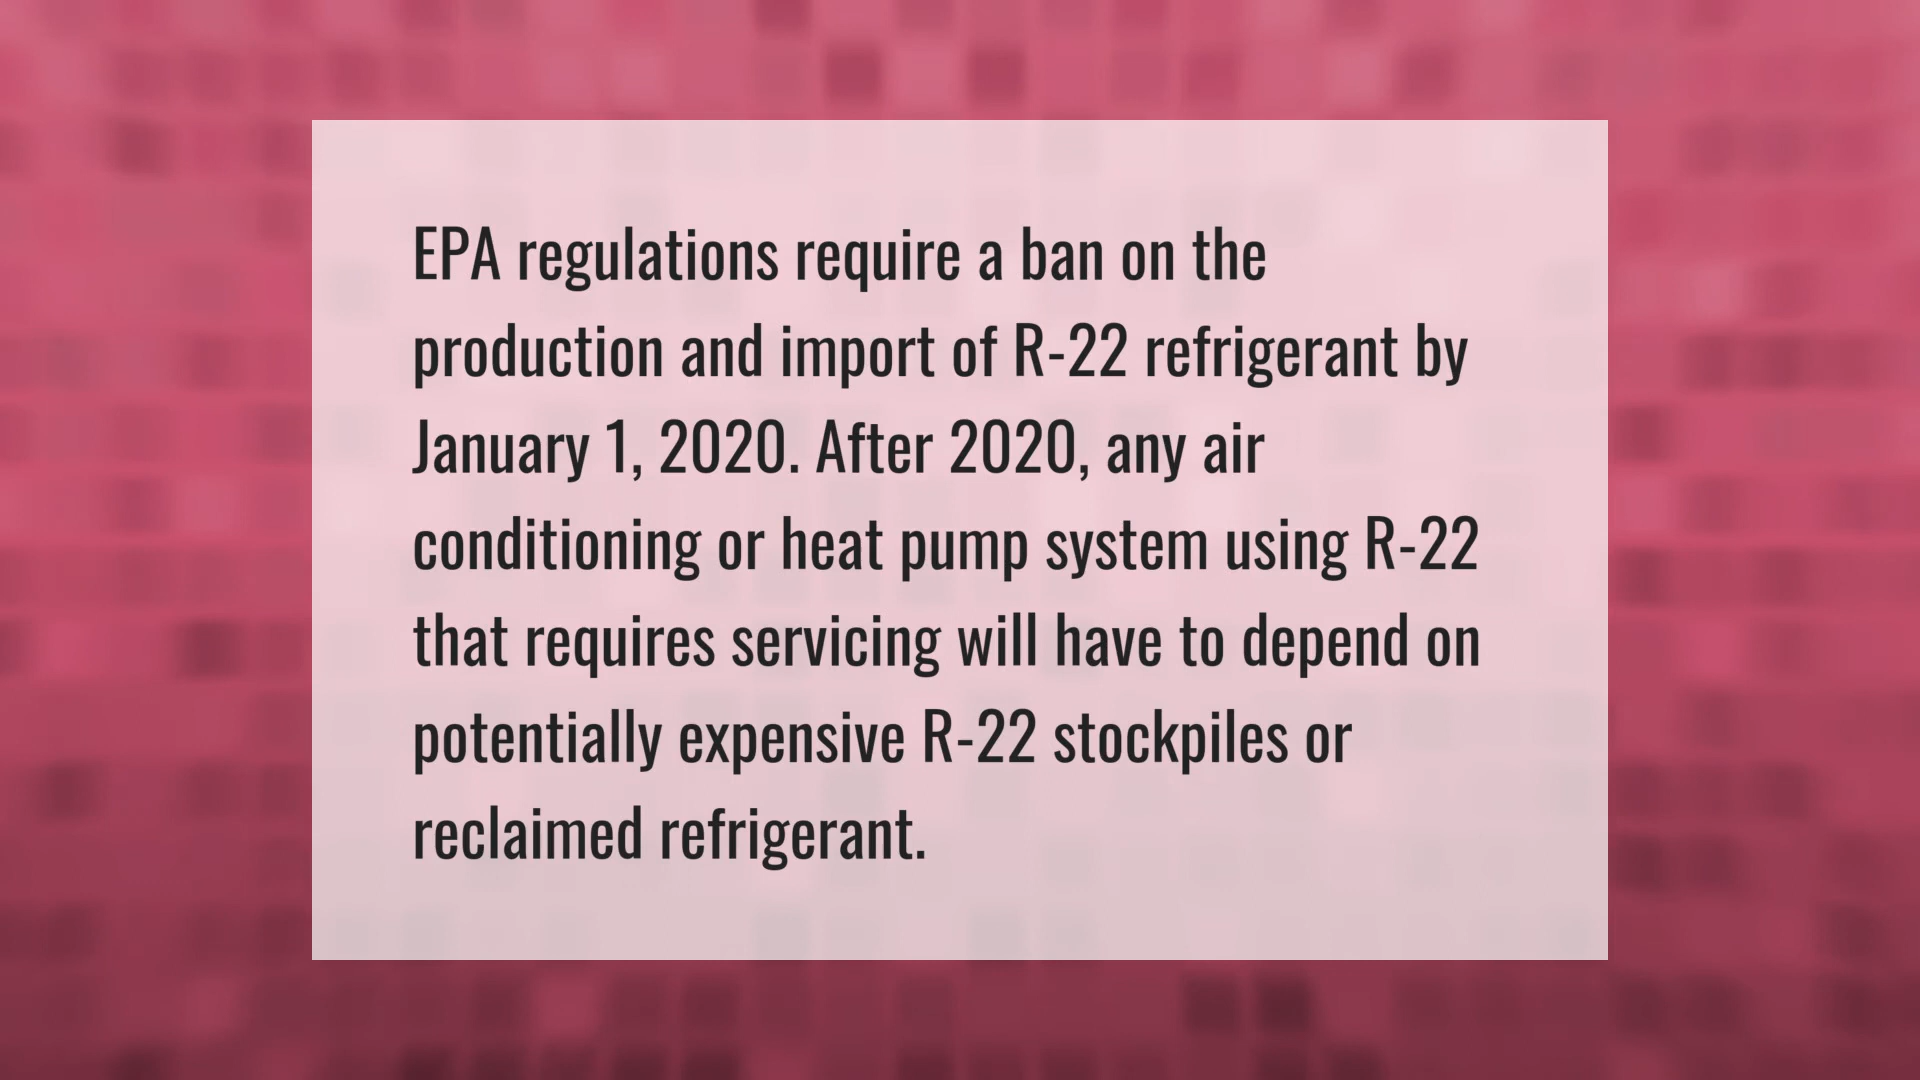 EPA regulations require a ban on the
production and import of R-22 refrigerant by
January 1, 2020. After 2020, any air
conditioning or heat pump system using R-22
that requires servicing will have to depend on
potentially expensive R-22 stockpiles or
reclaimed refrigerant.